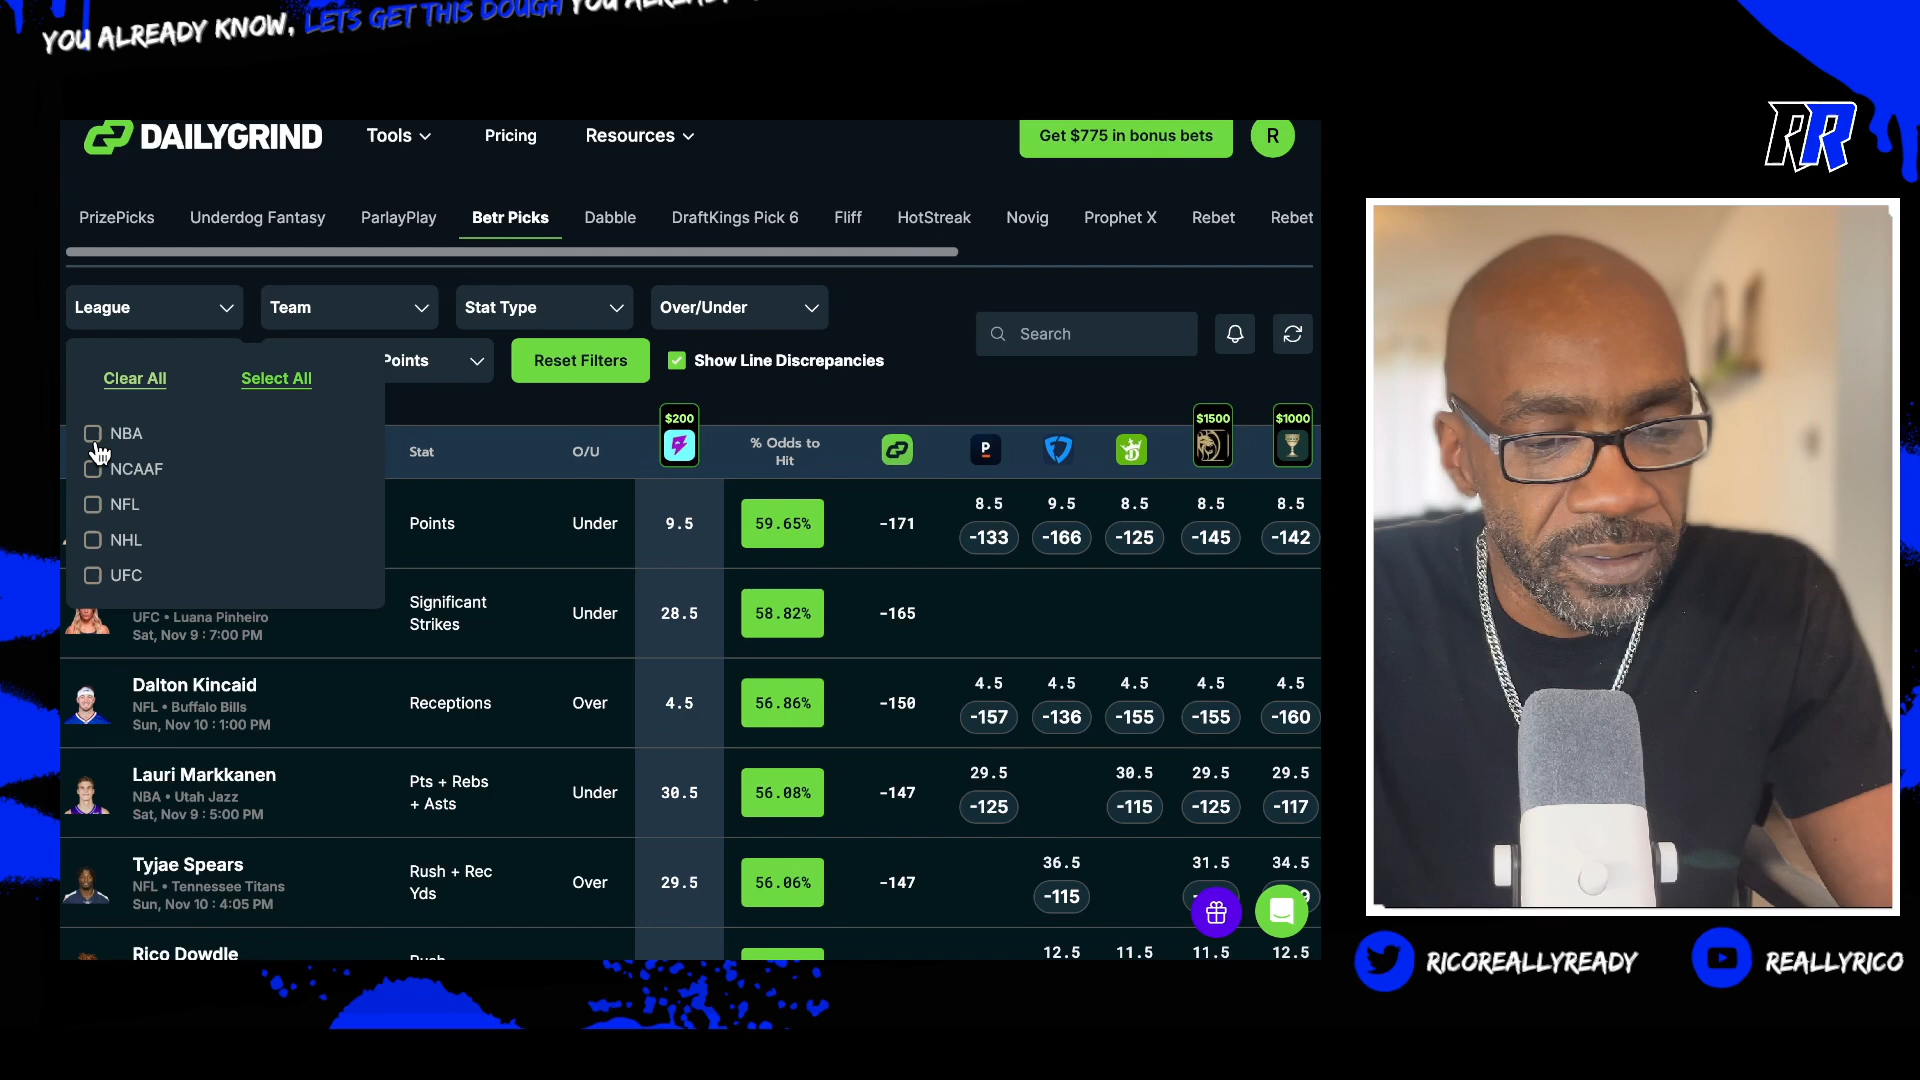 YOU ALREADY KNOW, LETS GET THIS DOUGH YOU ALREADY
RR
DAILYGRIND
Tools
Pricing
Resources
Get $775 in bonus bets
R
PrizePicks
Underdog Fantasy
ParlayPlay
Betr Picks
Dabble
DraftKings Pick 6
Fliff
HotStreak
Novig
Prophet X
Rebet
Rebet
League
Team
Stat Type
Over/Under
Search
Points
Reset Filters
Show Line Discrepancies
Clear All
Select All
NBA
NCAAF
NFL
NHL
UFC
Stat
O/U
$200
% Odds to
Hit
P
$1500
$1000
Points
Under
9.5
59.65%
-171
8.5
-133
9.5
-166
8.5
-125
8.5
-145
8.5
-142
UFC • Luana Pinheiro
Sat, Nov 9 : 7:00 PM
Significant
Strikes
Under
28.5
58.82%
-165
Dalton Kincaid
NFL • Buffalo Bills
Sun, Nov 10 : 1:00 PM
Receptions
Over
4.5
56.86%
-150
4.5
-157
4.5
-136
4.5
-155
4.5
-155
4.5
-160
Lauri Markkanen
NBA • Utah Jazz
Sat, Nov 9 : 5:00 PM
Pts + Rebs
+ Asts
Under
30.5
56.08%
-147
29.5
-125
30.5
-115
29.5
-125
29.5
-117
Tyjae Spears
NFL • Tennessee Titans
Sun, Nov 10 : 4:05 PM
Rush + Rec
Yds
Over
29.5
56.06%
-147
36.5
-115
31.5
34.5
Rico Dowdle
Rush
12.5
11.5
11.5
12.5
RICOREALLYREADY
REALLYRICO